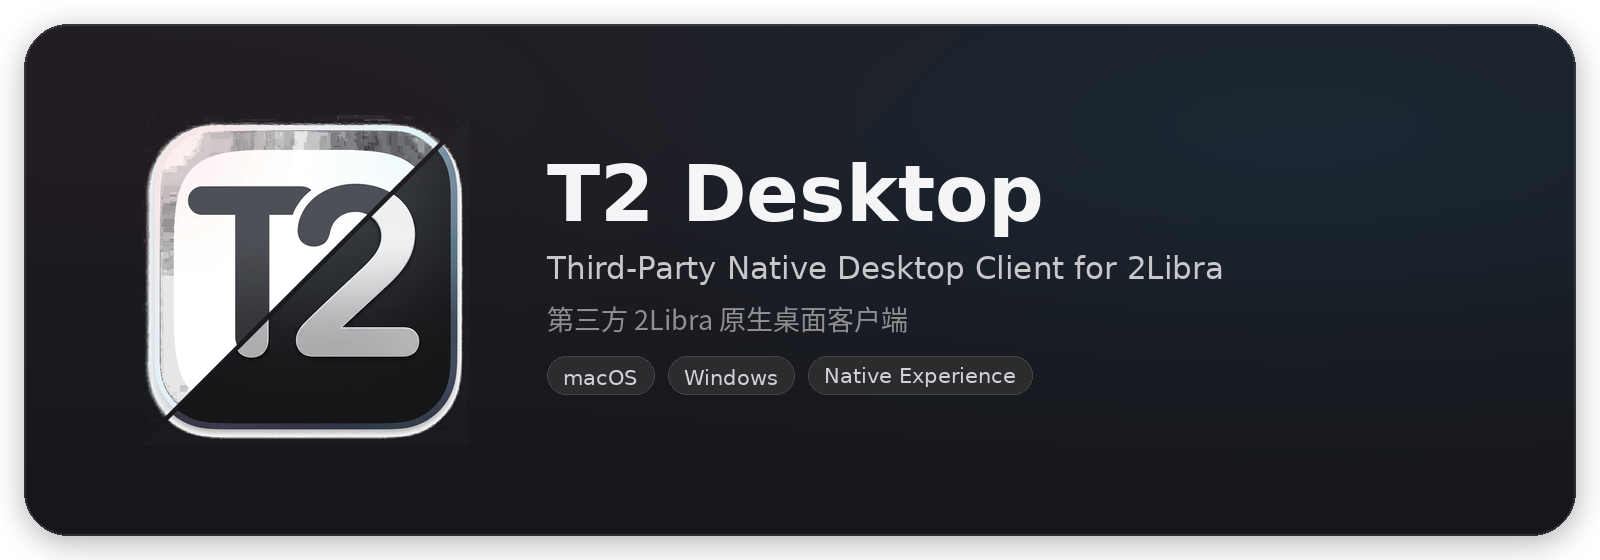 T2
T2 Desktop
Third-Party Native Desktop Client for 2Libra
第三方 2Libra 原生桌面客户端
macOS Windows Native Experience